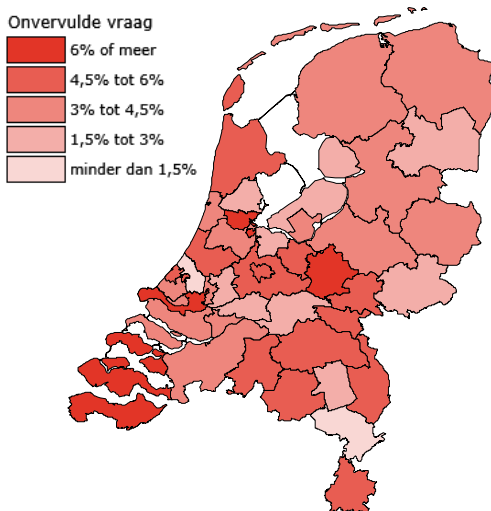 Onvervulde vraag
6% of meer
4,5% tot 6%
3% tot 4,5%
1,5% tot 3%
minder dan 1,5%